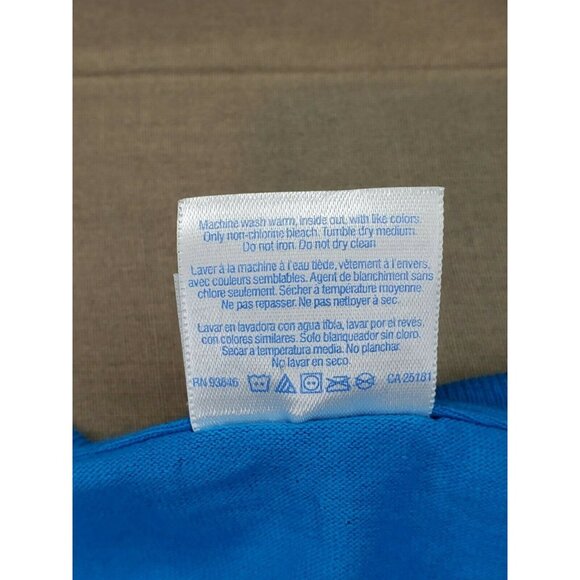 Machine wash warm, inside out, with like colors.
Only non-chlorine bleach. Tumble dry medium.
Do not iron. Do not dry clean
Laver à la machine à l'eau tiède, vêtement à l'envers,
avec couleurs semblables. Agent de blanchiment sans
chlore seulement. Sécher à température moyenne
Ne pas repasser. Ne pas nettoyer à sec.
Lavar en lavadora con agua tibia, lavar por el revés,
con colores similares. Solo blanqueador sin cloro.
Secar a temperatura media. No planchar.
No lavar en seco.
RN 93846 CA 25181